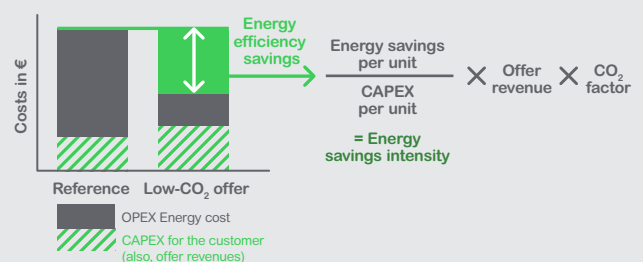 Costs in €
Energy
efficiency
savings
Energy savings
per unit
CAPEX
per unit
= Energy
savings intensity
× Offer
revenue
× CO₂
factor
Reference
Low-CO₂ offer
OPEX Energy cost
CAPEX for the customer
(also, offer revenues)